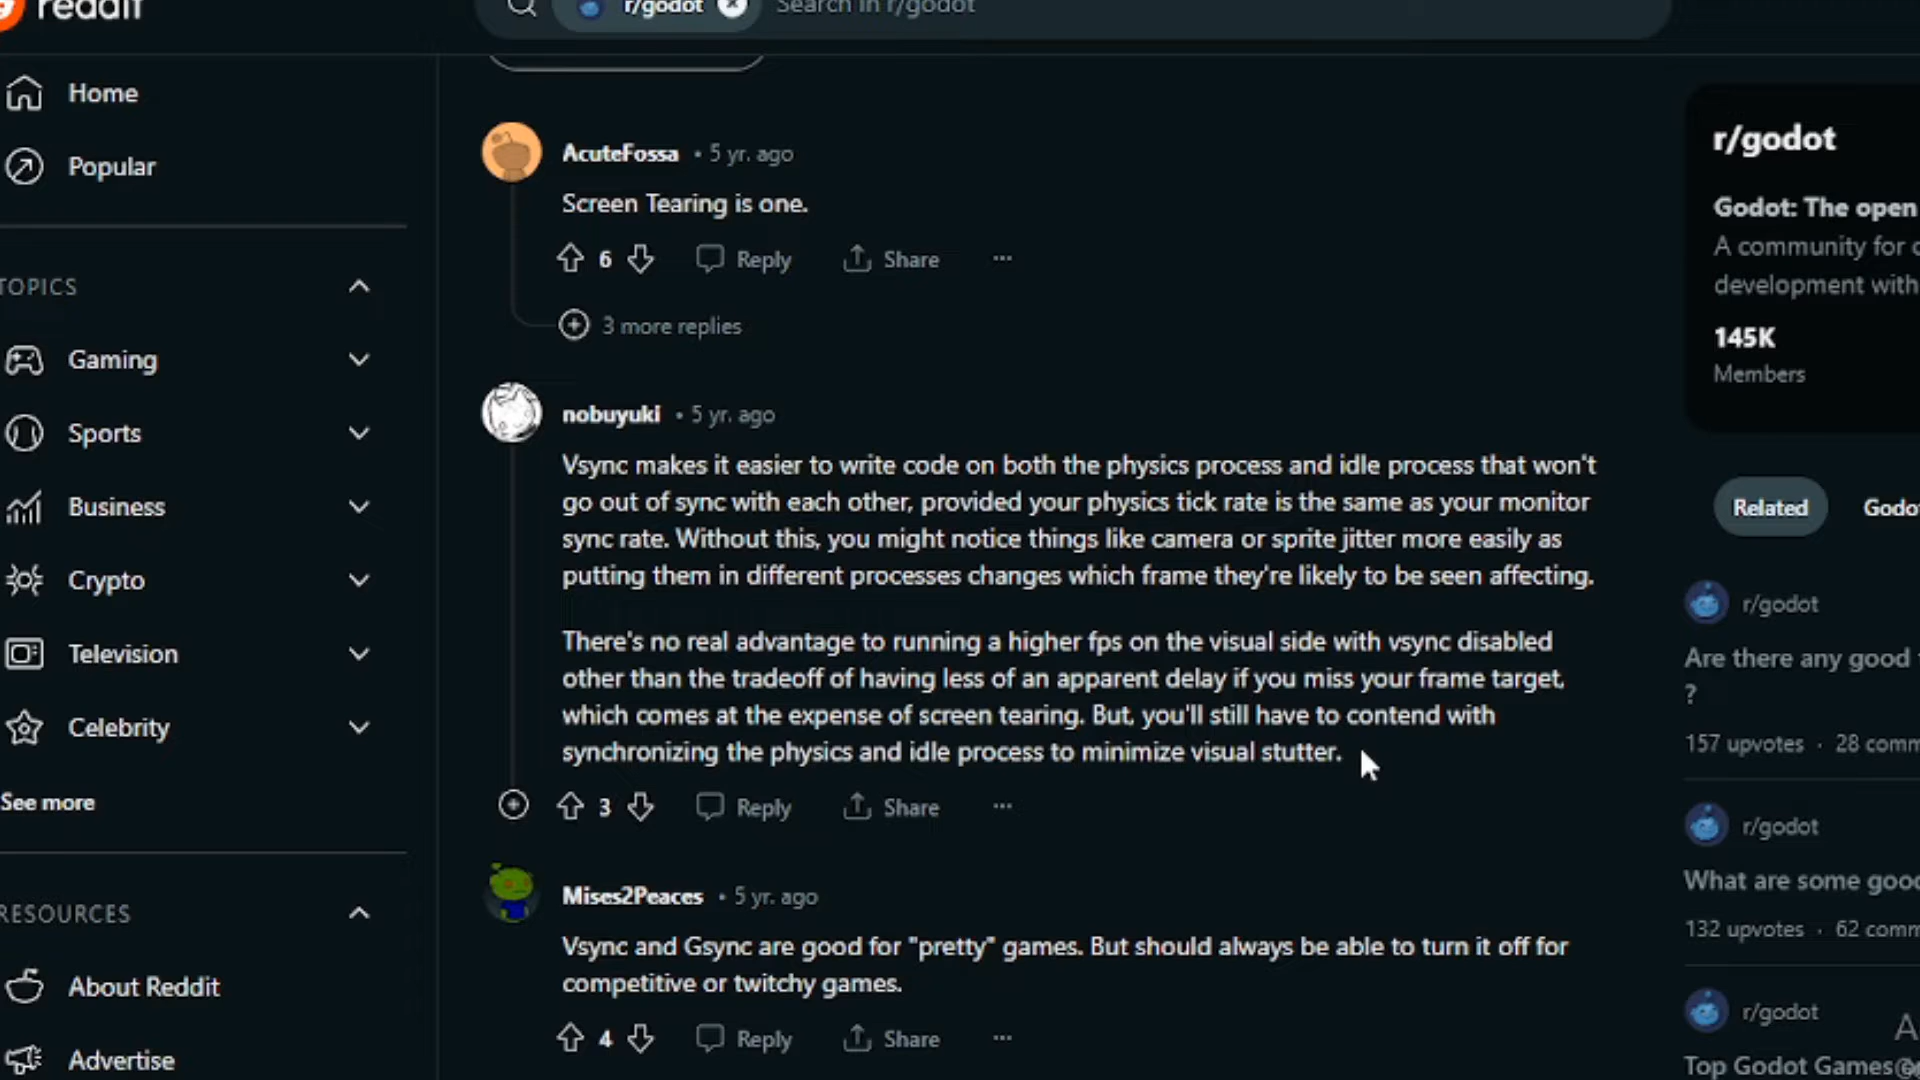 reddit
r/godot
Search in r/godot
Home
Popular
TOPICS
Gaming
Sports
Business
Crypto
Television
Celebrity
See more
RESOURCES
About Reddit
Advertise
AcuteFossa • 5 yr. ago
Screen Tearing is one.
6 Reply Share ...
3 more replies
nobuyuki • 5 yr. ago
Vsync makes it easier to write code on both the physics process and idle process that won't
go out of sync with each other, provided your physics tick rate is the same as your monitor
sync rate. Without this, you might notice things like camera or sprite jitter more easily as
putting them in different processes changes which frame they're likely to be seen affecting.
There's no real advantage to running a higher fps on the visual side with vsync disabled
other than the tradeoff of having less of an apparent delay if you miss your frame target,
which comes at the expense of screen tearing. But, you'll still have to contend with
synchronizing the physics and idle process to minimize visual stutter.
3 Reply Share ...
Mises2Peaces • 5 yr. ago
Vsync and Gsync are good for "pretty" games. But should always be able to turn it off for
competitive or twitchy games.
4 Reply Share ...
r/godot
Godot: The open
A community for
development with
145K
Members
Related
r/godot
Are there any good
?
157 upvotes · 28 comm
r/godot
What are some good
132 upvotes · 62 comm
r/godot
Top Godot Games